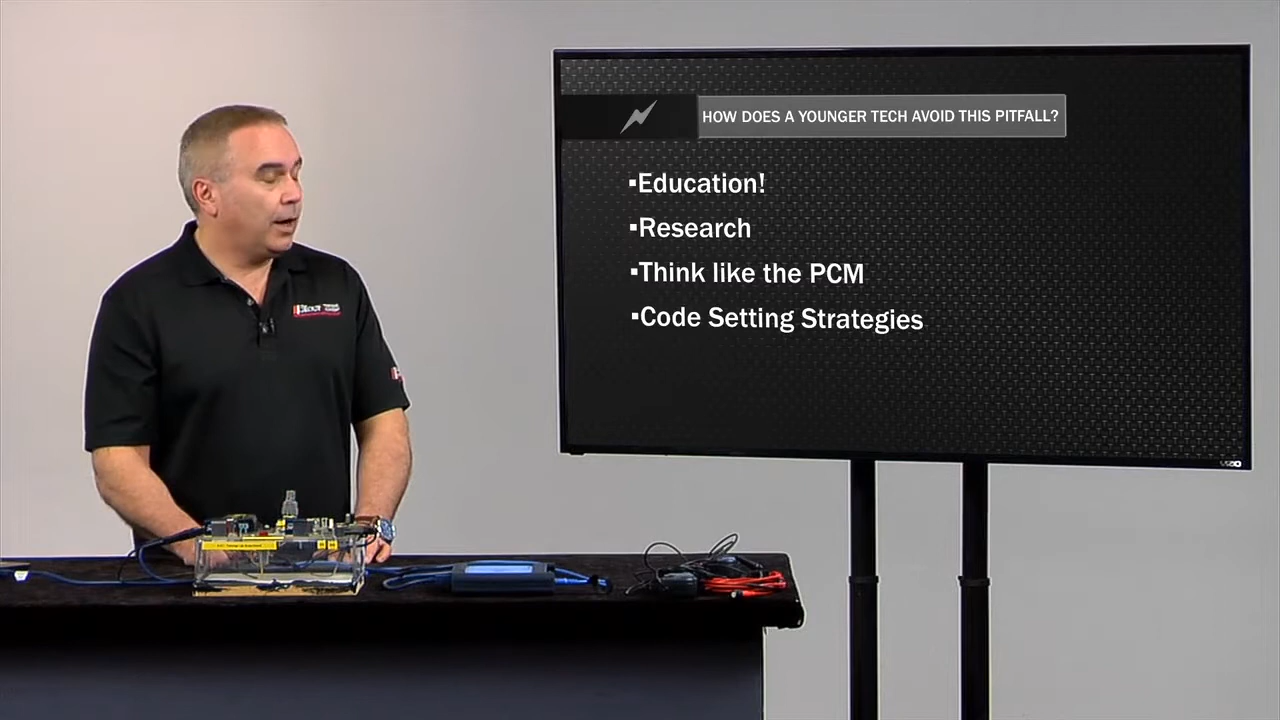 HOW DOES A YOUNGER TECH AVOID THIS PITFALL?
▪Education!
▪Research
▪Think like the PCM
▪Code Setting Strategies